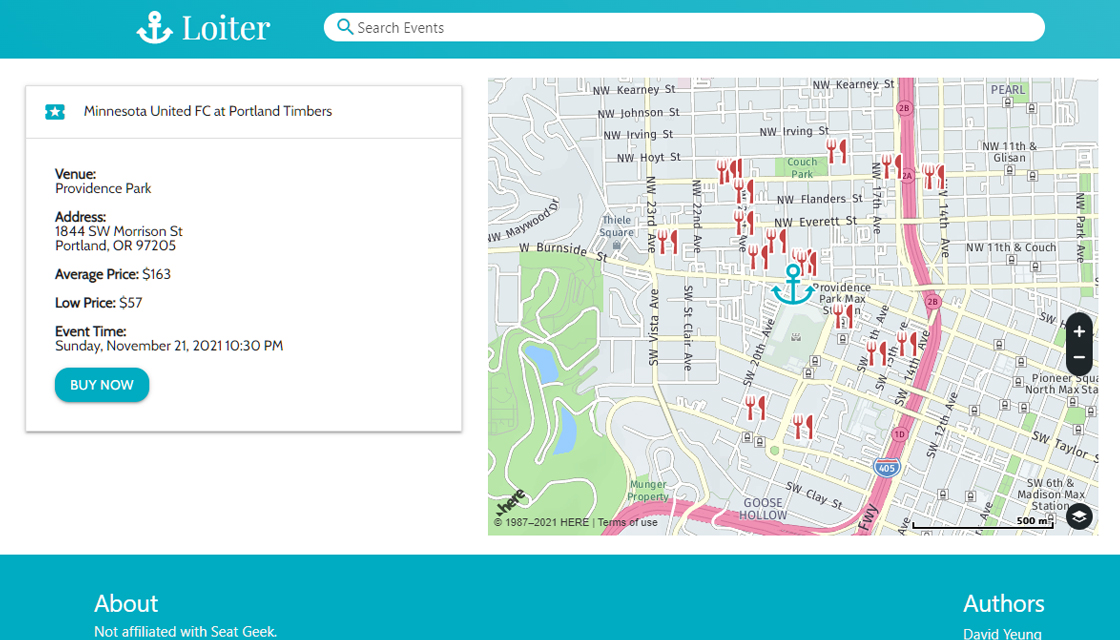 Loiter
Search Events
Minnesota United FC at Portland Timbers
Venue:
Providence Park
Address:
1844 SW Morrison St
Portland, OR 97205
Average Price: $163
Low Price: $57
Event Time:
Sunday, November 21, 2021 10:30 PM
BUY NOW
NW Kearney St
NW Kearney St
PEARL
2B
NW Johnson St
NW Irving St
NW Irving St
NW Hoyt St
NW 11th &
Glisan
Couch
Park
2A
NW 23rd Ave
NW 22nd Ave
NW 17th Ave
NW 14th Ave
NW Park Ave
NW Flanders St
NW Everett St
NW Maywood Dr
Thiele
Square
W Burnside St
NW 11th & Couch
Providence
Park Max
2B
SW Vista Ave
SW St Clair Ave
SW 20th Ave
SW 15th Ave
SW 14th Ave
Pioneer Squa
North Max Sta
SW 12th Ave
1D
SW Taylor S
405
SW Clay St
SW 6th &
Madison Max
Station
Munger
Property
GOOSE
HOLLOW
Fwy
here
© 1987–2021 HERE | Terms of use
500 m
About
Not affiliated with Seat Geek.
Authors
David Yeung